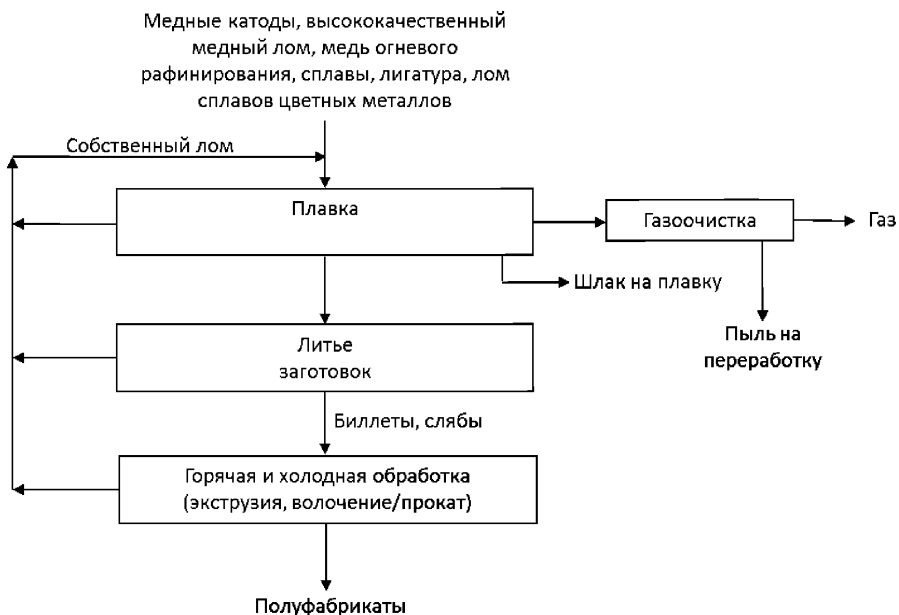 Медные катоды, высококачественный
медный лом, медь огневого
рафинирования, сплавы, лигатура, лом
сплавов цветных металлов
Собственный лом
Плавка
Газоочистка
Газ
Шлак на плавку
Пыль на
переработку
Литье
заготовок
Биллеты, слябы
Горячая и холодная обработка
(экструзия, волочение/прокат)
Полуфабрикаты